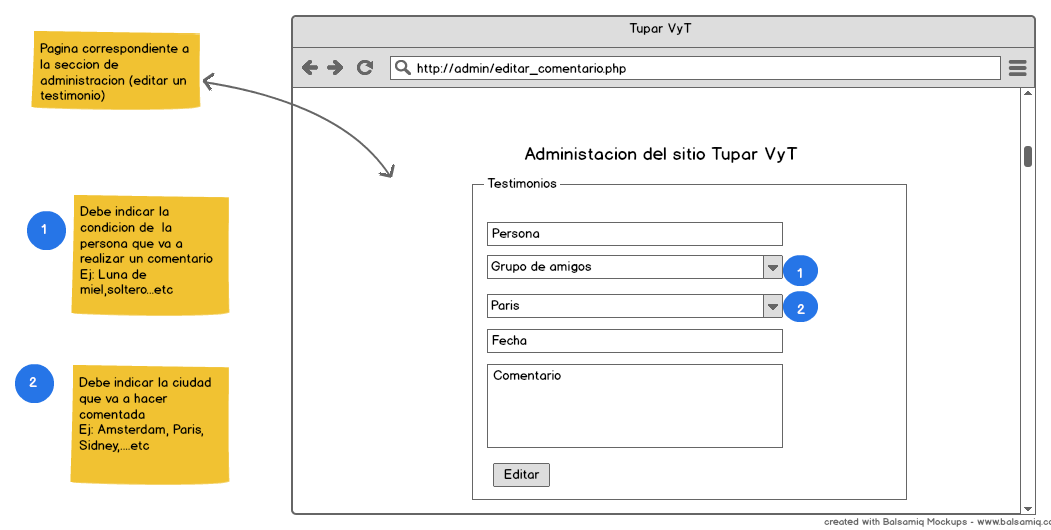 Tupar VyT
http://admin/editar_comentario.php
Pagina correspondiente a
la seccion de
administracion (editar un
testimonio)
Administacion del sitio Tupar VyT
Testimonios
1
Debe indicar la
condicion de  la
persona que va a
realizar un comentario
Ej: Luna de
miel,soltero...etc
Persona
Grupo de amigos
1
Paris
2
Fecha
Comentario
2
Debe indicar la ciudad
que va a hacer
comentada
Ej: Amsterdam, Paris,
Sidney,....etc
Editar
created with Balsamiq Mockups - www.balsamiq.co